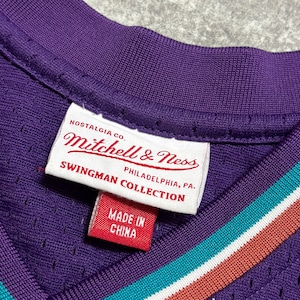 NOSTALGIA CO.
Mitchell & Ness
PHILADELPHIA, PA.
SWINGMAN COLLECTION
MADE IN
CHINA